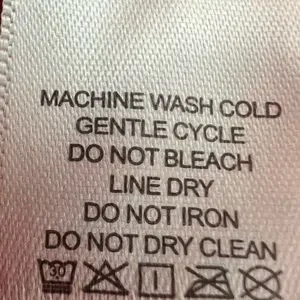 MACHINE WASH COLD
GENTLE CYCLE
DO NOT BLEACH
LINE DRY
DO NOT IRON
DO NOT DRY CLEAN
30